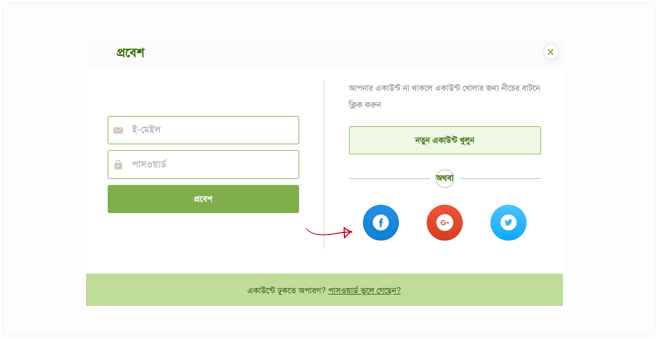 প্রবেশ
আপনার একাউন্ট না থাকলে একাউন্ট খোলার জন্য নীচের বাটনে
ক্লিক করুন
ই-মেইল
পাসওয়ার্ড
প্রবেশ
নতুন একাউন্ট খুলুন
অথবা
একাউন্টে ঢুকতে অপারগ? পাসওয়ার্ড ভুলে গেছেন?